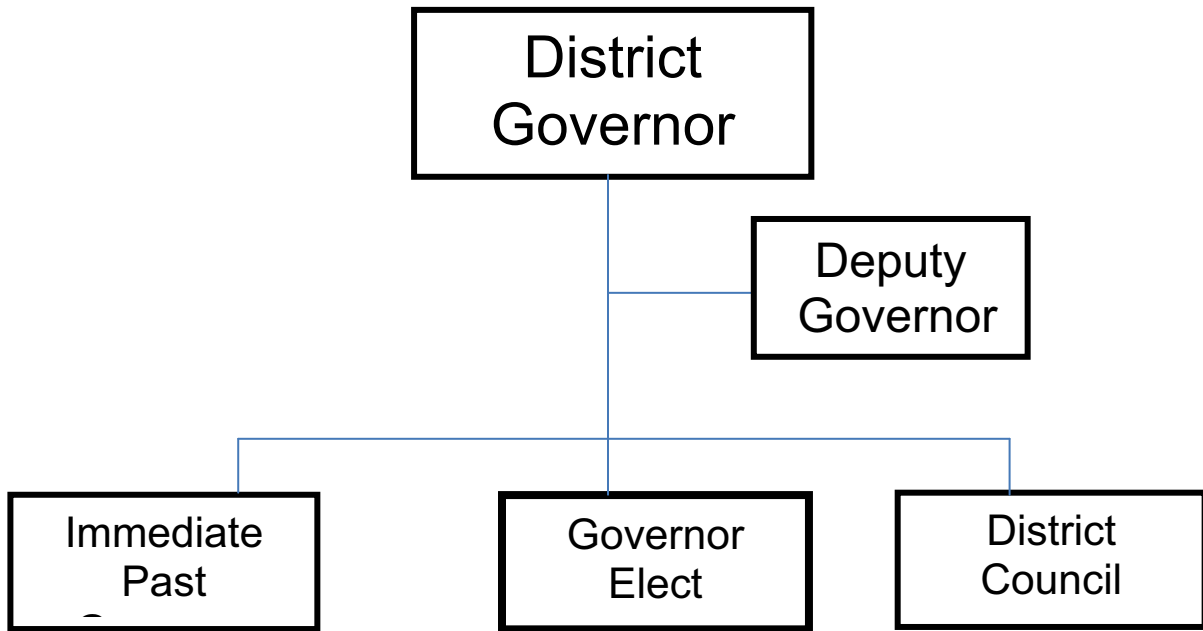 District
Governor
Deputy
Governor
Immediate
Past
Governor
Elect
District
Council